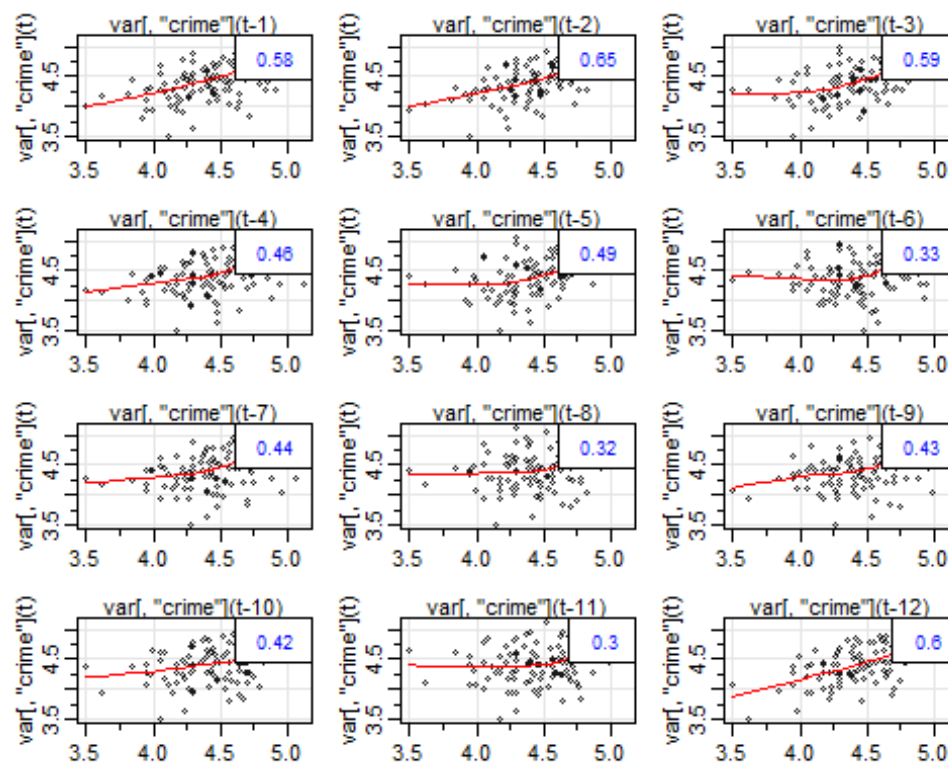 var[, "crime"](t-1) var[, "crime"](t-2) var[, "crime"](t-3)
var[, "crime"](t) 3.5 4.5 0.58 var[, "crime"](t) 3.5 4.5 0.65 var[, "crime"](t) 3.5 4.5 0.59
3.5 4.0 4.5 5.0 3.5 4.0 4.5 5.0 3.5 4.0 4.5 5.0
var[, "crime"](t-4) var[, "crime"](t-5) var[, "crime"](t-6)
var[, "crime"](t) 3.5 4.5 0.46 var[, "crime"](t) 3.5 4.5 0.49 var[, "crime"](t) 3.5 4.5 0.33
3.5 4.0 4.5 5.0 3.5 4.0 4.5 5.0 3.5 4.0 4.5 5.0
var[, "crime"](t-7) var[, "crime"](t-8) var[, "crime"](t-9)
var[, "crime"](t) 3.5 4.5 0.44 var[, "crime"](t) 3.5 4.5 0.32 var[, "crime"](t) 3.5 4.5 0.43
3.5 4.0 4.5 5.0 3.5 4.0 4.5 5.0 3.5 4.0 4.5 5.0
var[, "crime"](t-10) var[, "crime"](t-11) var[, "crime"](t-12)
var[, "crime"](t) 3.5 4.5 0.42 var[, "crime"](t) 3.5 4.5 0.3 var[, "crime"](t) 3.5 4.5 0.6
3.5 4.0 4.5 5.0 3.5 4.0 4.5 5.0 3.5 4.0 4.5 5.0